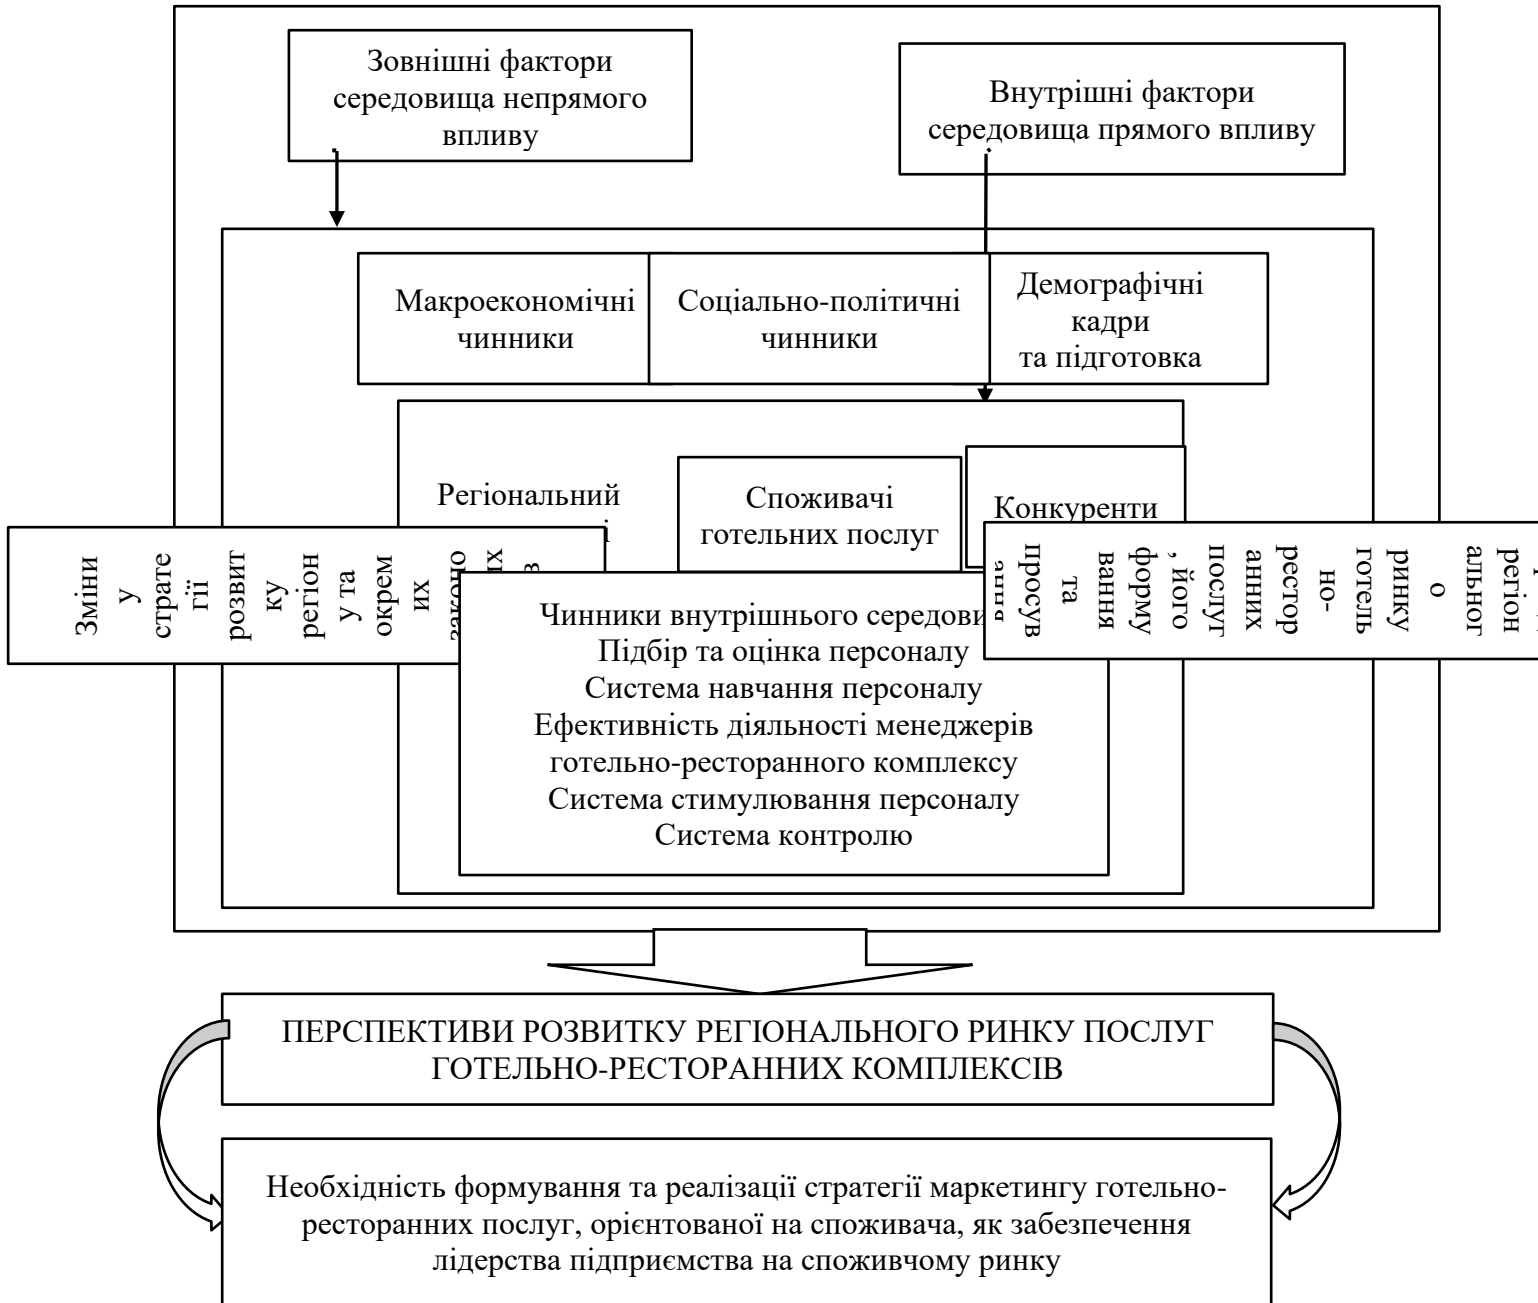 Зовнішні фактори
середовища непрямого
впливу
Внутрішні фактори
середовища прямого впливу
Макроекономічні
чинники
Соціально-політичні
чинники
Демографічні
кадри
та підготовка
Регіональний
Споживачі
готельних послуг
Конкуренти
Зміни
у
страте
гії
розвит
ку
регіон
у та
окрем
их
регіон
альног
о
ринку
готель
но-
рестор
анних
послуг
, його
форму
вання
та
просув
Чинники внутрішнього середови
Підбір та оцінка персоналу
Система навчання персоналу
Ефективність діяльності менеджерів
готельно-ресторанного комплексу
Система стимулювання персоналу
Система контролю
ПЕРСПЕКТИВИ РОЗВИТКУ РЕГІОНАЛЬНОГО РИНКУ ПОСЛУГ
ГОТЕЛЬНО-РЕСТОРАННИХ КОМПЛЕКСІВ
Необхідність формування та реалізації стратегії маркетингу готельно-
ресторанних послуг, орієнтованої на споживача, як забезпечення
лідерства підприємства на споживчому ринку